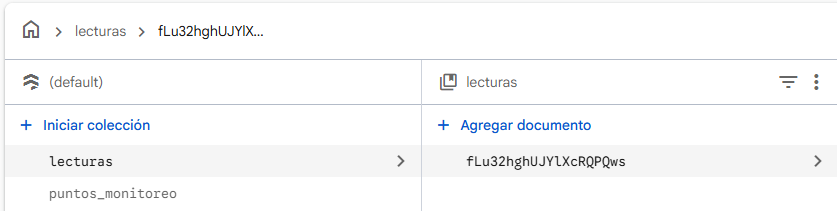 lecturas fLu32hghUJYlX...
(default)
lecturas
Iniciar colección
Agregar documento
lecturas
fLu32hghUJYlXcRQPQws
puntos_monitoreo